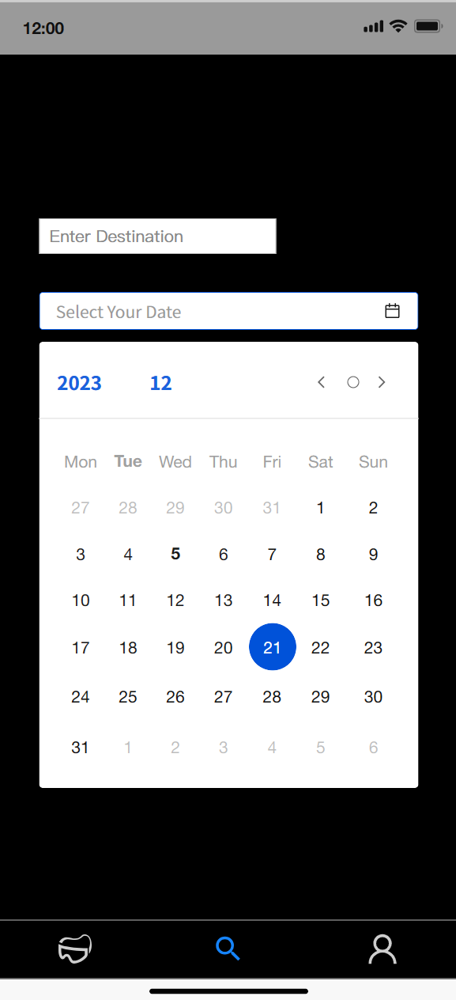 12:00
Enter Destination
Select Your Date
2023 12
Mon Tue Wed Thu Fri Sat Sun
27 28 29 30 31 1 2
3 4 5 6 7 8 9
10 11 12 13 14 15 16
17 18 19 20 21 22 23
24 25 26 27 28 29 30
31 1 2 3 4 5 6